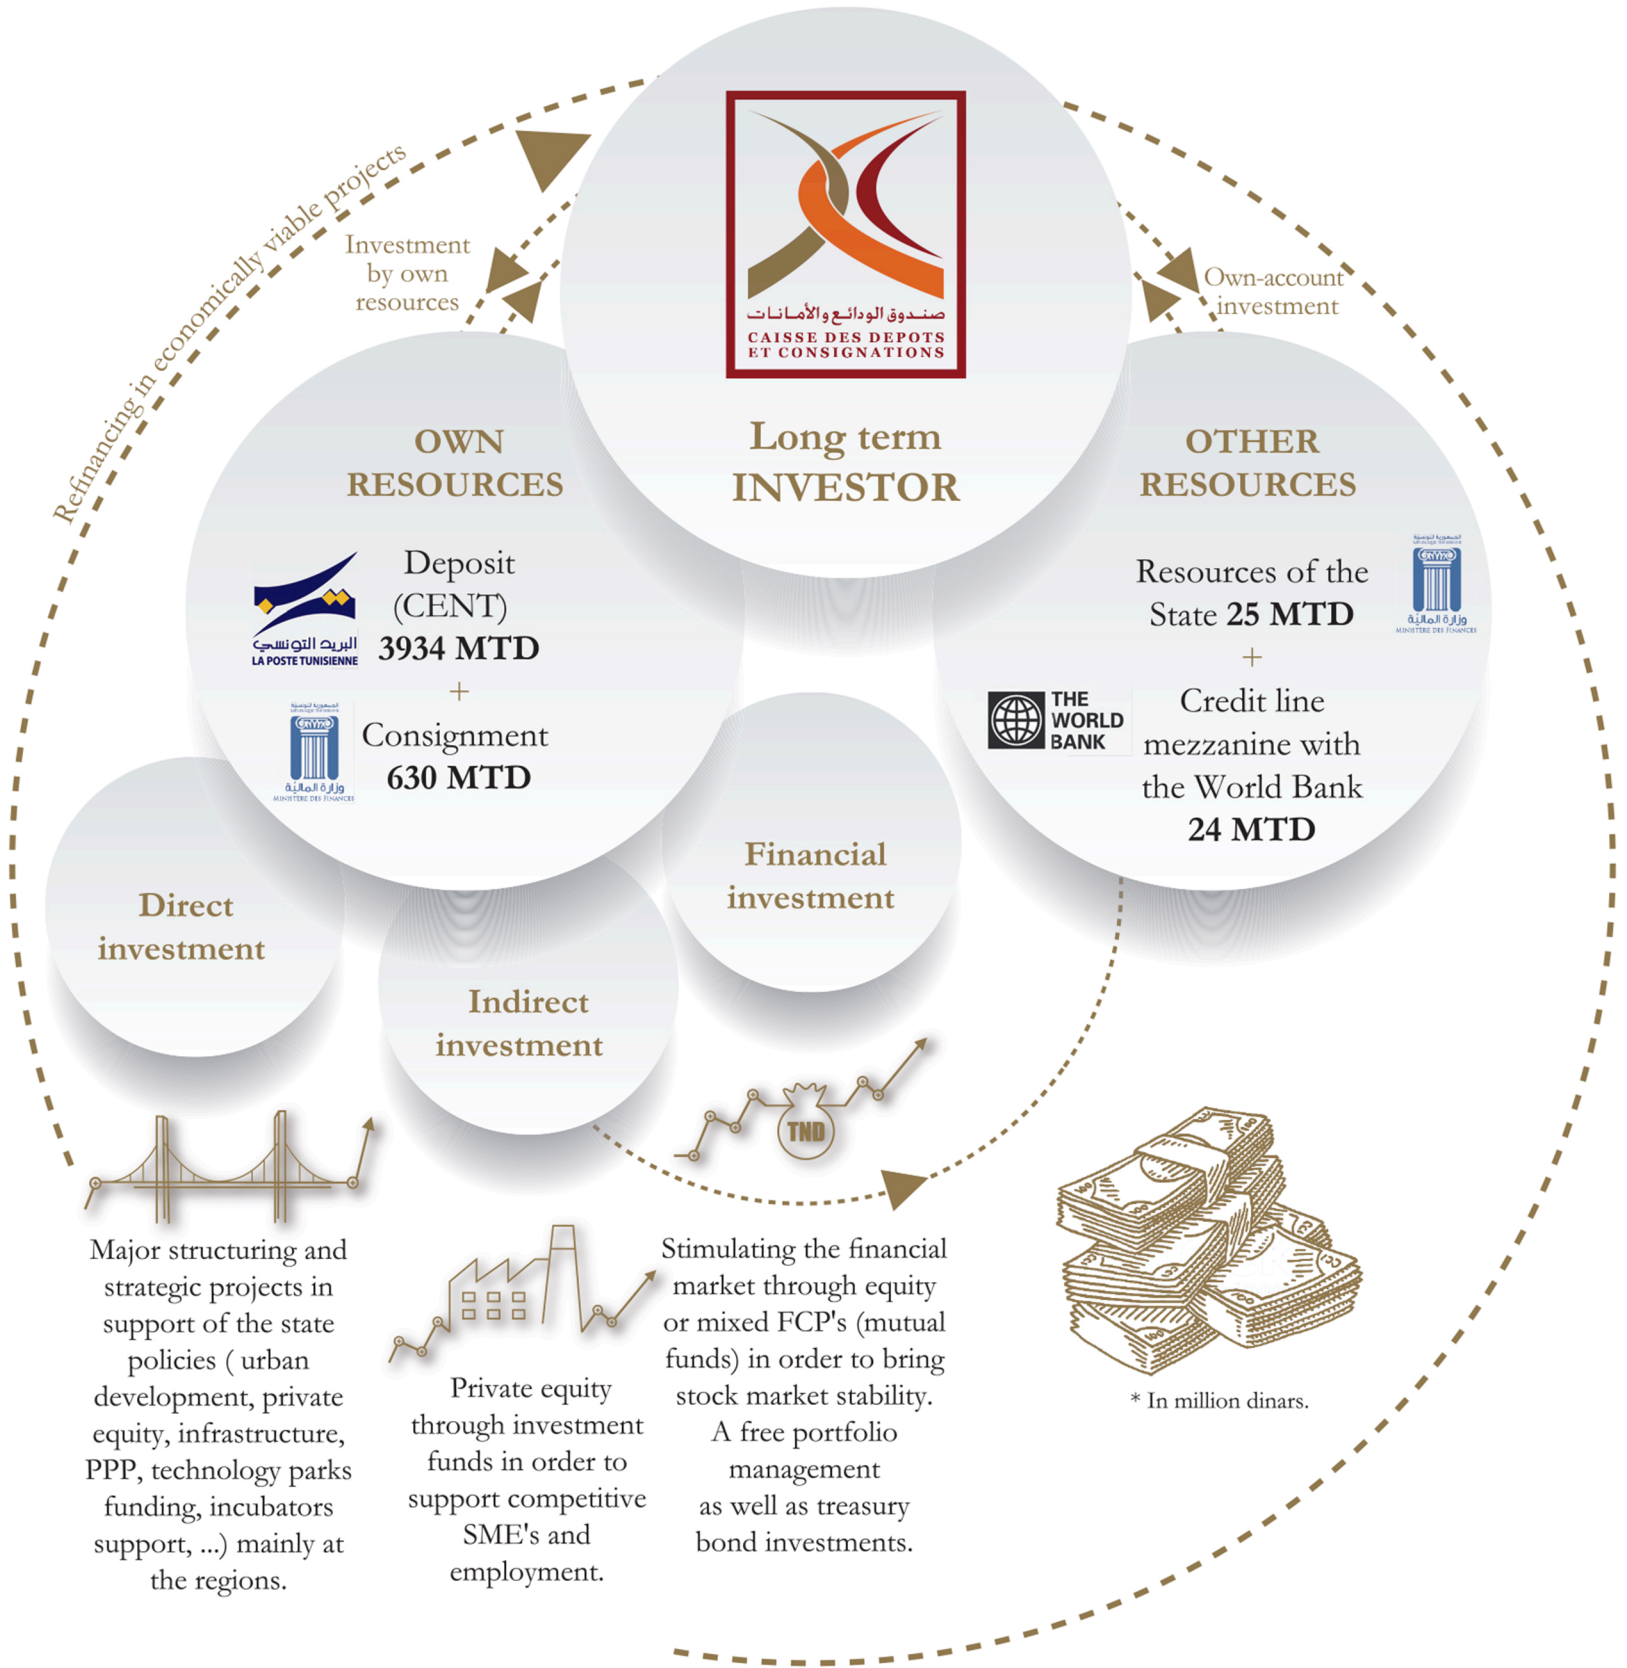 صندوق الودائع والأمانات
CAISSE DES DEPOTS
ET CONSIGNATIONS
Long term
INVESTOR
Refinancing in economically viable projects
Investment
by own
resources
Own-account
investment
OWN
RESOURCES
البريد التونسي
LA POSTE TUNISIENNE
Deposit
(CENT)
3934 MTD
+
وزارة المالية
MINISTERE DES FINANCES
Consignment
630 MTD
OTHER
RESOURCES
Resources of the
State 25 MTD
وزارة المالية
MINISTERE DES FINANCES
+
THE
WORLD
BANK
Credit line
mezzanine with
the World Bank
24 MTD
Direct
investment
Indirect
investment
Financial
investment
TND
Major structuring and
strategic projects in
support of the state
policies ( urban
development, private
equity, infrastructure,
PPP, technology parks
funding, incubators
support, ...) mainly at
the regions.
Private equity
through investment
funds in order to
support competitive
SME's and
employment.
Stimulating the financial
market through equity
or mixed FCP's (mutual
funds) in order to bring
stock market stability.
A free portfolio
management
as well as treasury
bond investments.
* In million dinars.